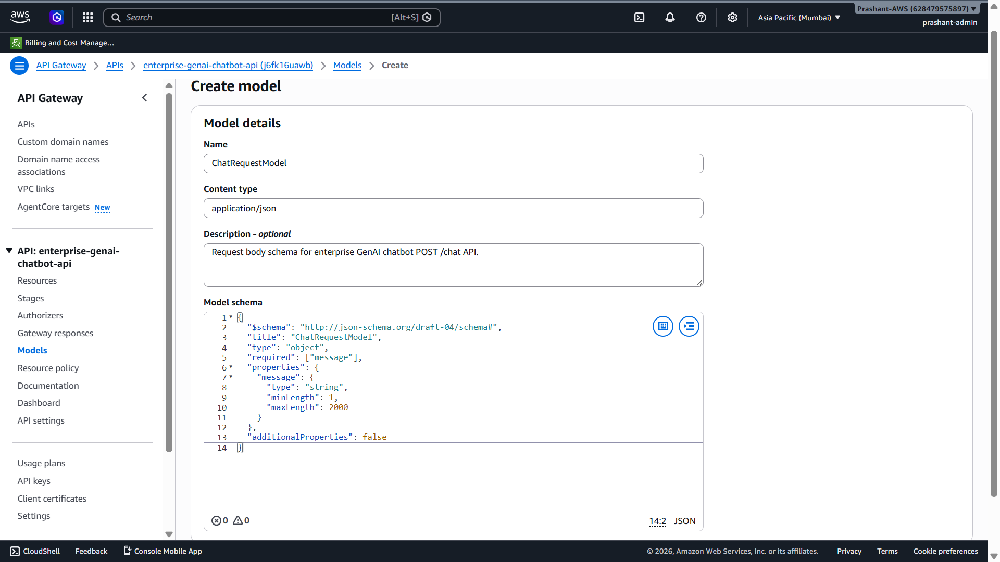 aws
Search [Alt+S]
Asia Pacific (Mumbai) ▼
Prashant-AWS (628479575897) ▼
prashant-admin
Billing and Cost Manage...
API Gateway > APIs > enterprise-genai-chatbot-api (j6fk16uawb) > Models > Create
API Gateway
APIs
Custom domain names
Domain name access
associations
VPC links
AgentCore targets New
▼ API: enterprise-genai-
chatbot-api
Resources
Stages
Authorizers
Gateway responses
Models
Resource policy
Documentation
Dashboard
API settings
Usage plans
API keys
Client certificates
Settings
Create model
Model details
Name
ChatRequestModel
Content type
application/json
Description - optional
Request body schema for enterprise GenAI chatbot POST /chat API.
Model schema
1 {
2 "$schema": "http://json-schema.org/draft-04/schema#",
3 "title": "ChatRequestModel",
4 "type": "object",
5 "required": ["message"],
6 "properties": {
7 "message": {
8 "type": "string",
9 "minLength": 1,
10 "maxLength": 2000
11 }
12 },
13 "additionalProperties": false
14 }
0 0
14:2 JSON
CloudShell Feedback Console Mobile App
© 2026, Amazon Web Services, Inc. or its affiliates. Privacy Terms Cookie preferences